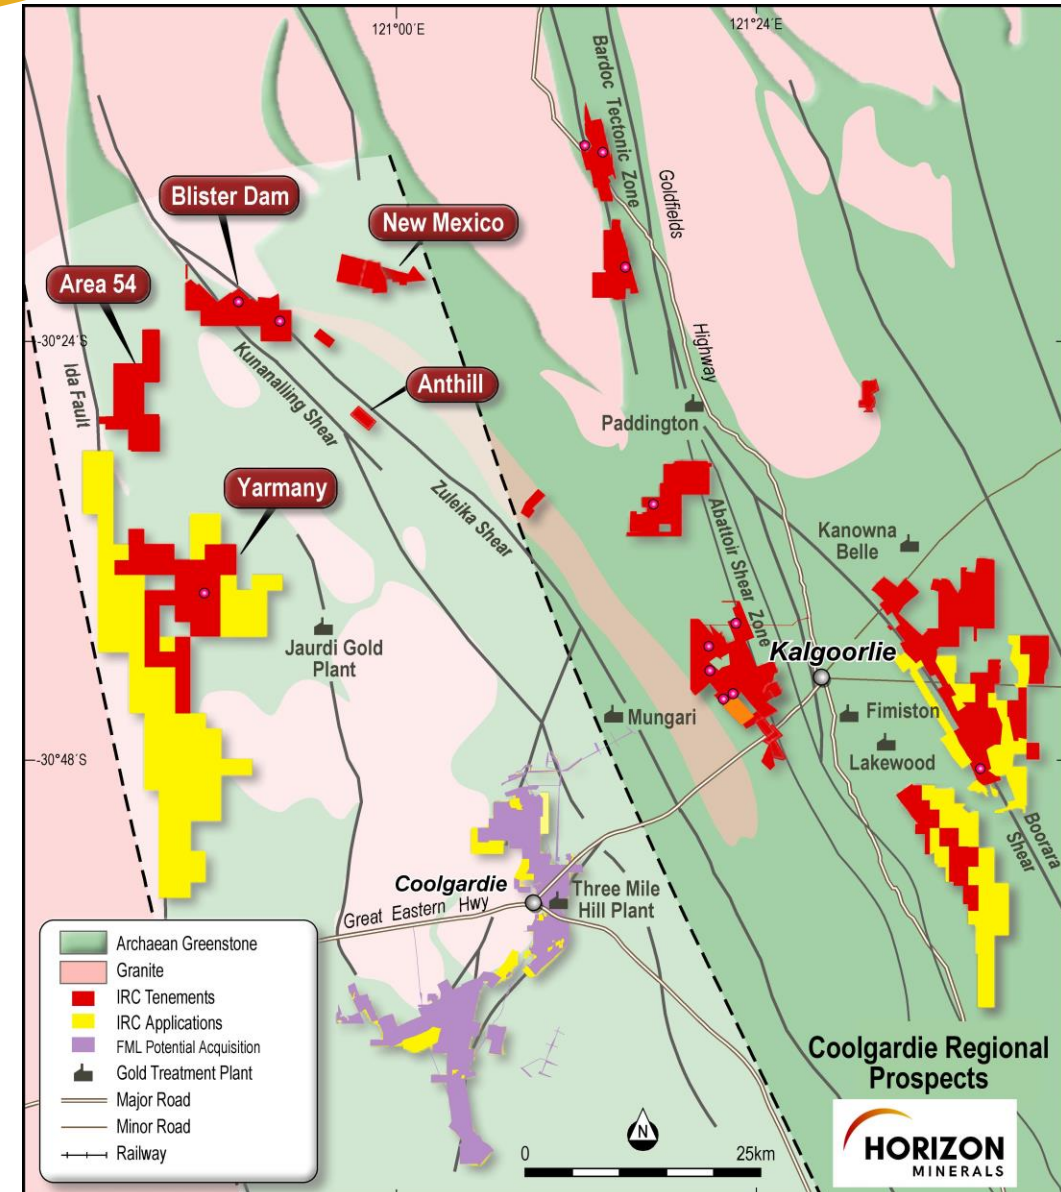 121°00´E
121°24´E
Bardoc Tectonic Zone
Goldfields
Highway
Blister Dam
New Mexico
Area 54
-30°24´S
Ida Fault
Kunanalling Shear
Anthill
Paddington
Yarmany
Zuleika Shear
Abattoir Shear Zone
Kanowna
Belle
Jaurdi Gold
Plant
Kalgoorlie
Mungari
Fimiston
Lakewood
-30°48´S
Boorara
Shear
Coolgardie
Great Eastern Hwy
Three Mile
Hill Plant
Archaean Greenstone
Granite
IRC Tenements
IRC Applications
FML Potential Acquisition
Gold Treatment Plant
Major Road
Minor Road
Railway
N
0
25km
Coolgardie Regional
Prospects
HORIZON
MINERALS